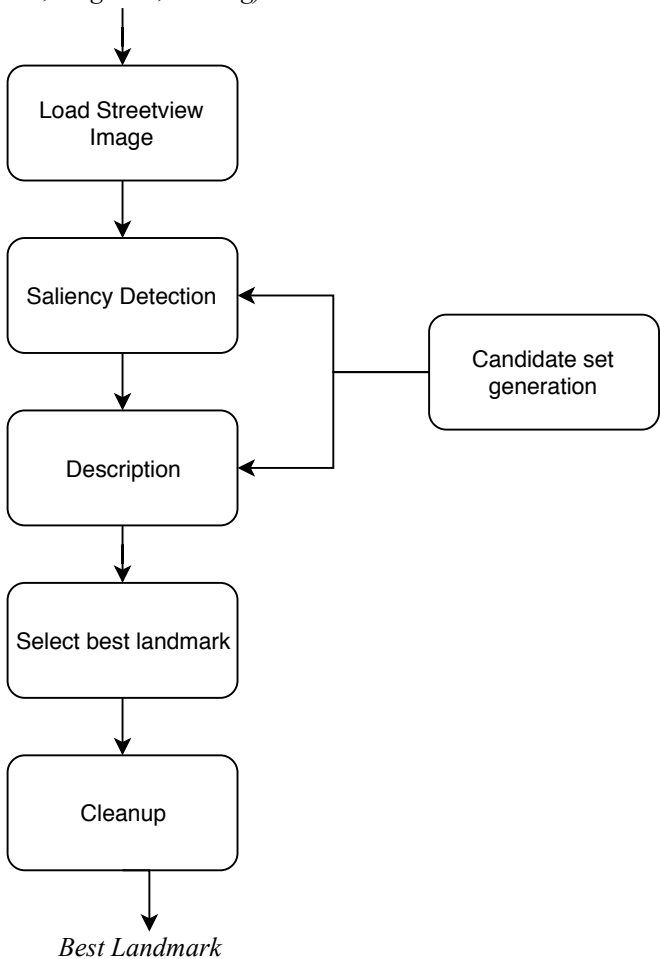 Load Streetview
Image
Saliency Detection
Candidate set
generation
Description
Select best landmark
Cleanup
Best Landmark